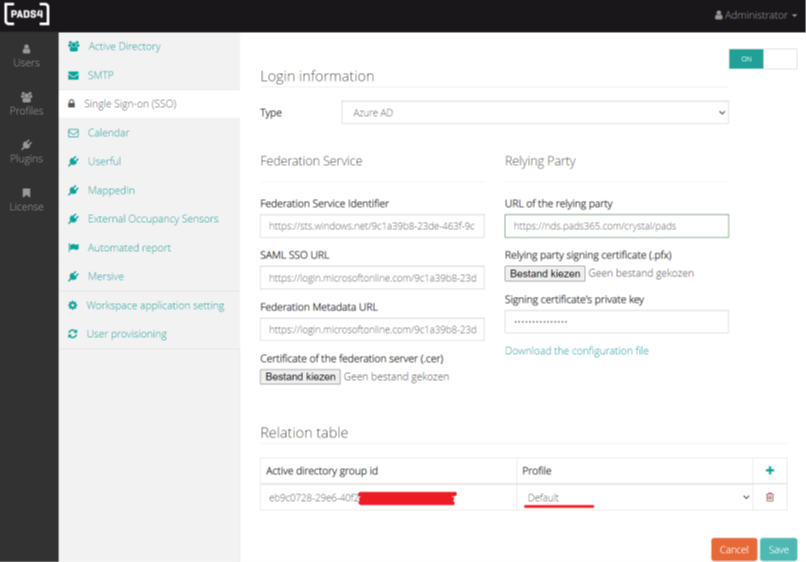 PADS4
Administrator
Users
Profiles
Plugins
License
Active Directory
SMTP
Single Sign-on (SSO)
Calendar
Userful
MappedIn
External Occupancy Sensors
Automated report
Mersive
Workspace application setting
User provisioning
ON
Login information
Type
Azure AD
Federation Service
Federation Service Identifier
https://sts.windows.net/9c1a39b8-23de-463f-9c
SAML SSO URL
https://login.microsoftonline.com/9c1a39b8-23d
Federation Metadata URL
https://login.microsoftonline.com/9c1a39b8-23d
Certificate of the federation server (.cer)
Bestand kiezen Geen bestand gekozen
Relying Party
URL of the relying party
https://nds.pads365.com/crystal/pads
Relying party signing certificate (.pfx)
Bestand kiezen Geen bestand gekozen
Signing certificate's private key
Download the configuration file
Relation table
Active directory group id
Profile
eb9c0728-29e6-40f2
Default
Cancel
Save